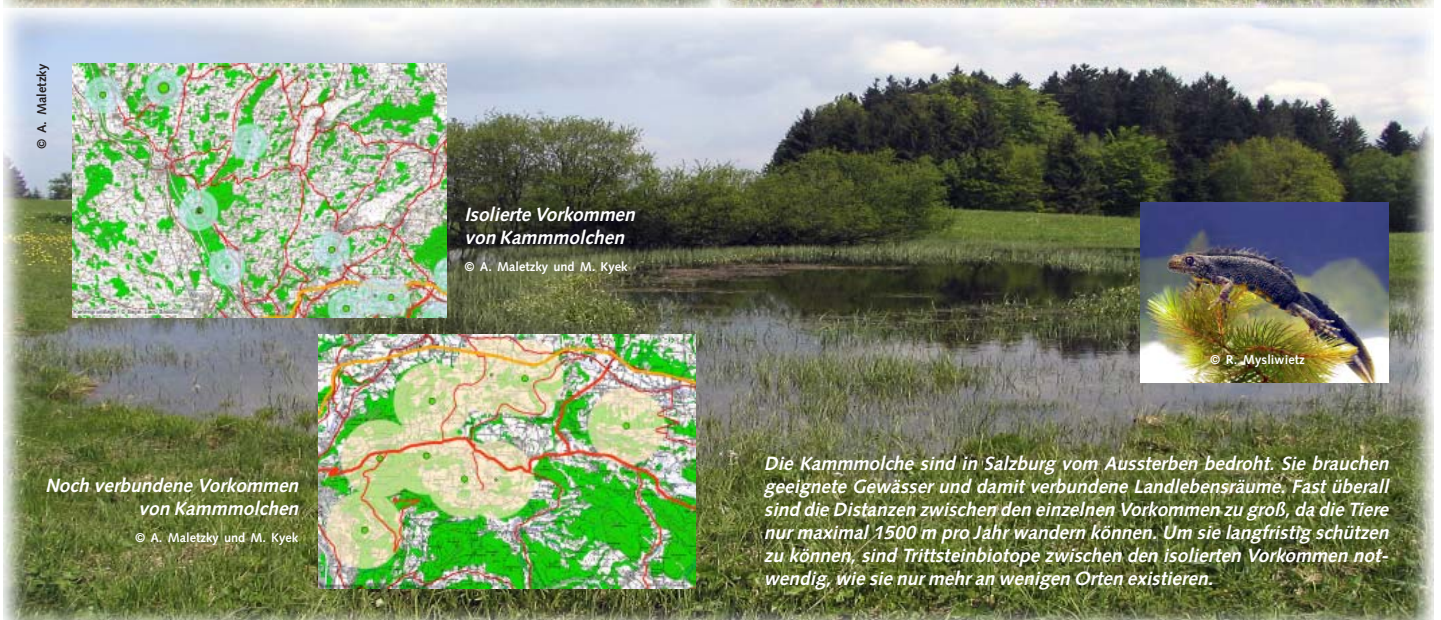 © A. Maletzky
Isolierte Vorkommen
von Kammmolchen
© A. Maletzky und M. Kyek
© R. Mysliwietz
Noch verbundene Vorkommen
von Kammmolchen
© A. Maletzky und M. Kyek
Die Kammmolche sind in Salzburg vom Aussterben bedroht. Sie brauchen
geeignete Gewässer und damit verbundene Landlebensräume. Fast überall
sind die Distanzen zwischen den einzelnen Vorkommen zu groß, da die Tiere
nur maximal 1500 m pro Jahr wandern können. Um sie langfristig schützen
zu können, sind Trittsteinbiotope zwischen den isolierten Vorkommen not-
wendig, wie sie nur mehr an wenigen Orten existieren.